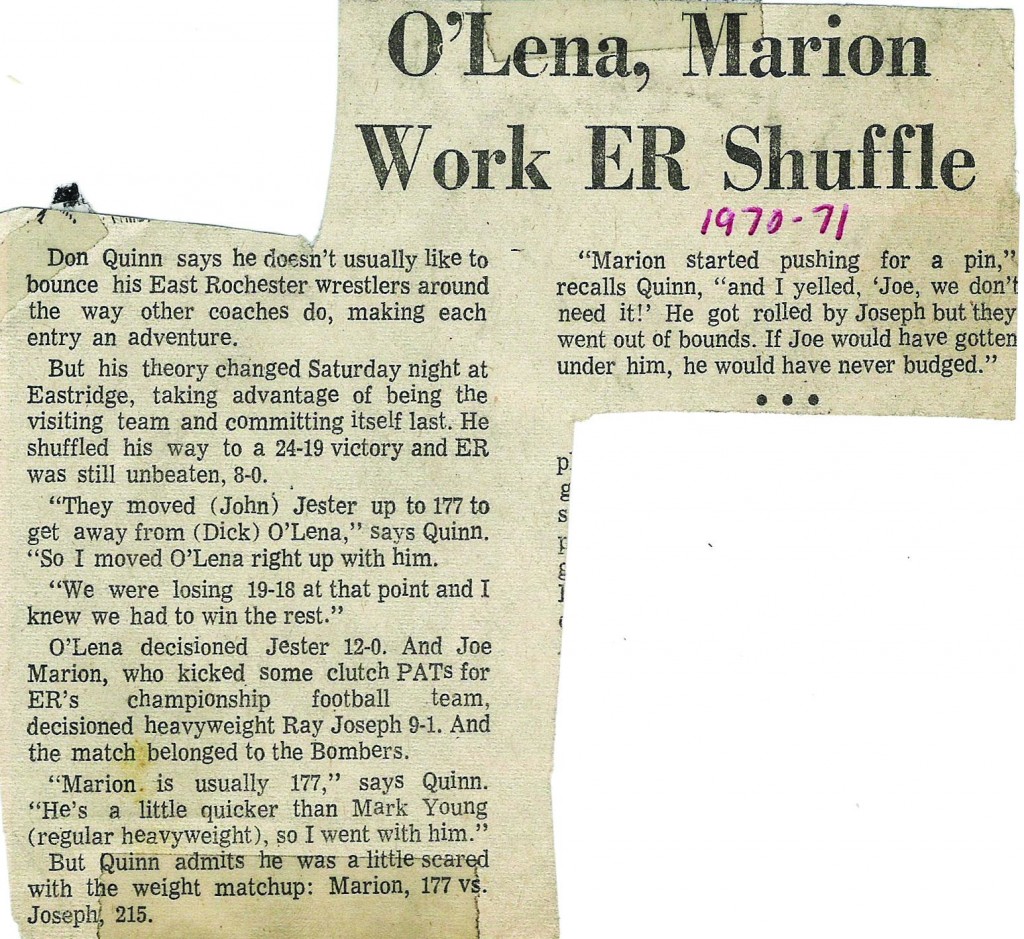 O'Lena, Marion
Work ER Shuffle
1970-71
Don Quinn says he doesn't usually like to
bounce his East Rochester wrestlers around
the way other coaches do, making each
entry an adventure.
But his theory changed Saturday night at
Eastridge, taking advantage of being the
visiting team and committing itself last. He
shuffled his way to a 24-19 victory and ER
was still unbeaten, 8-0.
"They moved (John) Jester up to 177 to
get away from (Dick) O'Lena," says Quinn.
"So I moved O'Lena right up with him.
"We were losing 19-18 at that point and I
knew we had to win the rest."
O'Lena decisioned Jester 12-0. And Joe
Marion, who kicked some clutch PATs for
ER's championship football team,
decisioned heavyweight Ray Joseph 9-1. And
the match belonged to the Bombers.
"Marion is usually 177," says Quinn.
"He's a little quicker than Mark Young
(regular heavyweight), so I went with him."
But Quinn admits he was a little scared
with the weight matchup: Marion, 177 vs.
Joseph, 215.
"Marion started pushing for a pin,"
recalls Quinn, "and I yelled, 'Joe, we don't
need it!' He got rolled by Joseph but they
went out of bounds. If Joe would have gotten
under him, he would have never budged."
• • •